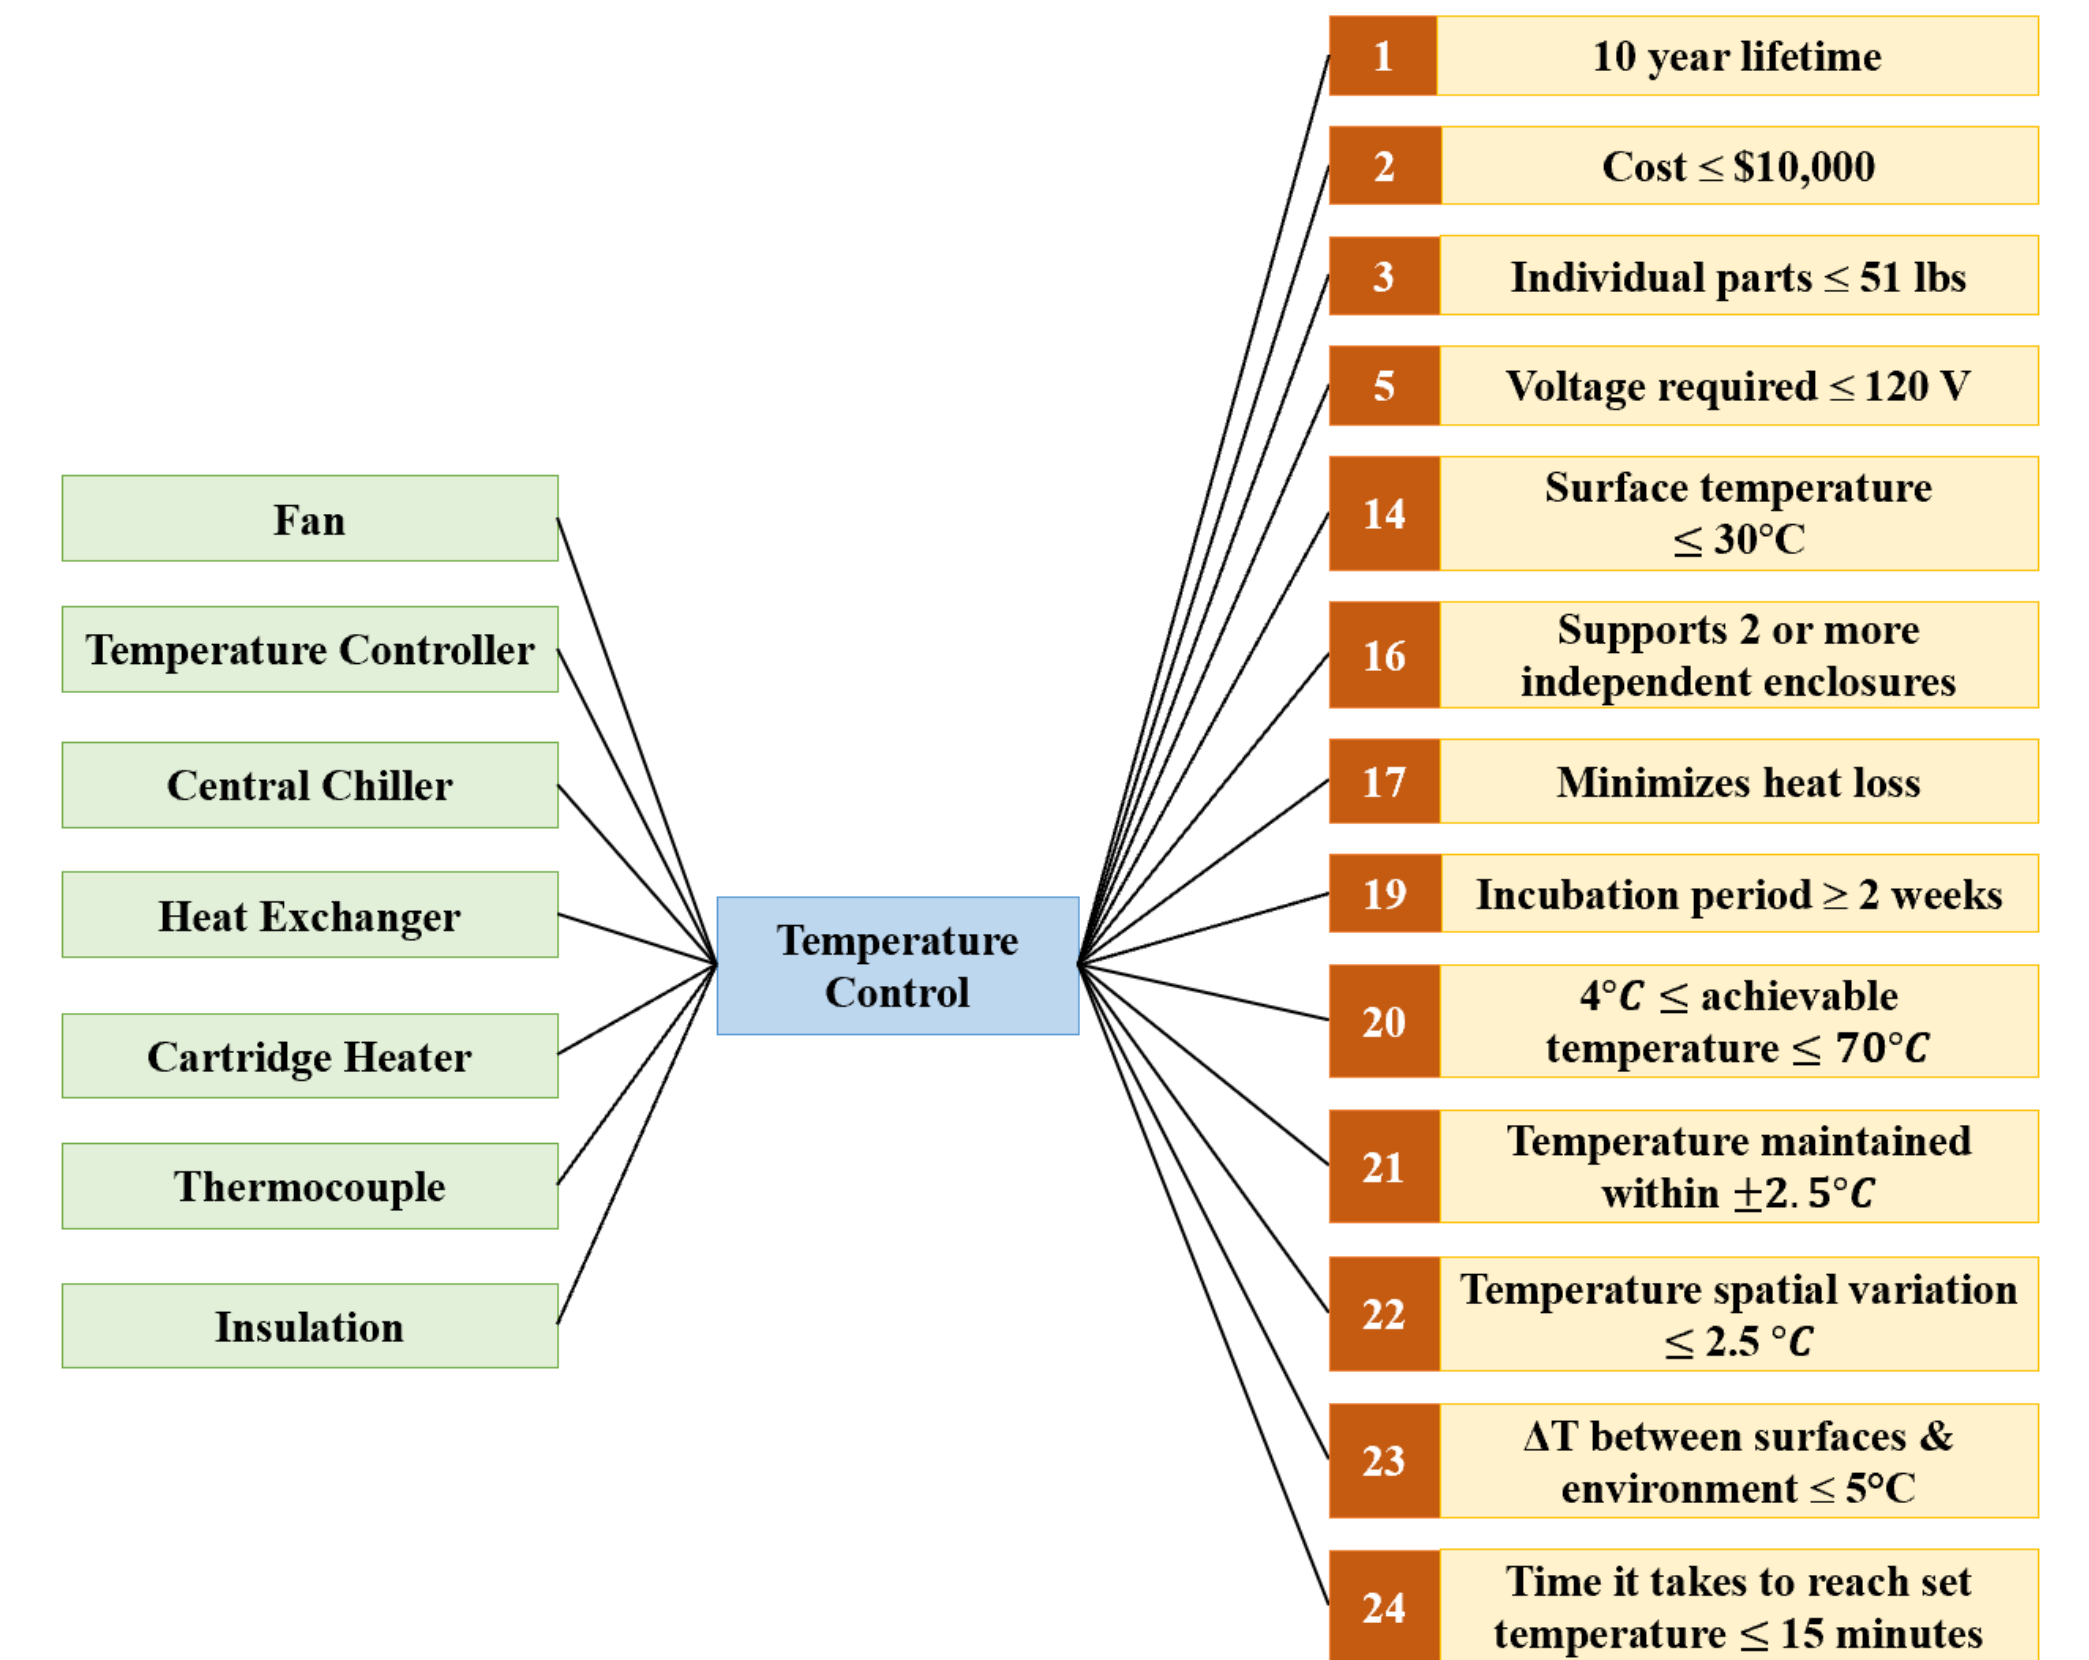 Fan
Temperature Controller
Central Chiller
Heat Exchanger
Cartridge Heater
Thermocouple
Insulation
Temperature
Control
1
10 year lifetime
2
Cost ≤ $10,000
3
Individual parts ≤ 51 lbs
5
Voltage required ≤ 120 V
14
Surface temperature
≤ 30°C
16
Supports 2 or more
independent enclosures
17
Minimizes heat loss
19
Incubation period ≥ 2 weeks
20
4°C ≤ achievable
temperature ≤ 70°C
21
Temperature maintained
within ±2.5°C
22
Temperature spatial variation
≤ 2.5 °C
23
ΔT between surfaces &
environment ≤ 5°C
24
Time it takes to reach set
temperature ≤ 15 minutes